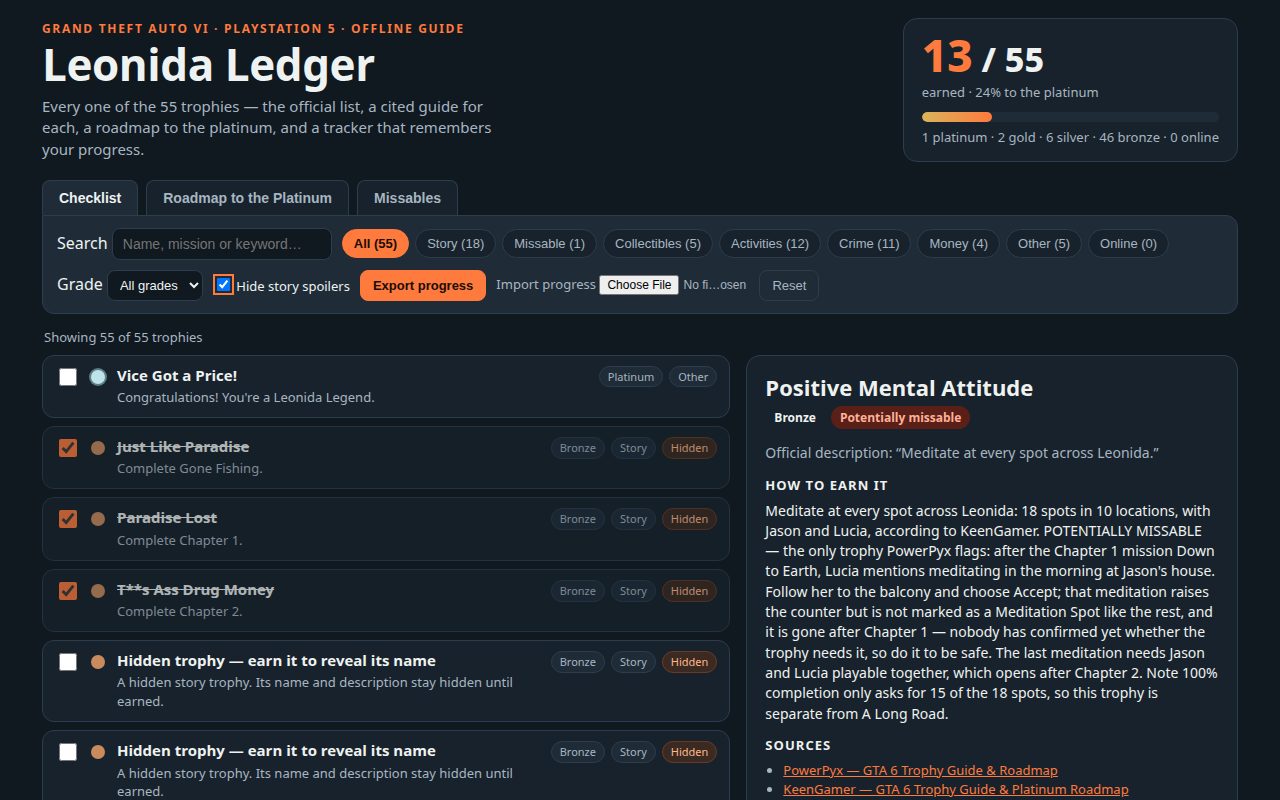 GRAND THEFT AUTO VI · PLAYSTATION 5 · OFFLINE GUIDE
Leonida Ledger
Every one of the 55 trophies — the official list, a cited guide for
each, a roadmap to the platinum, and a tracker that remembers
your progress.
13 / 55
earned · 24% to the platinum
1 platinum · 2 gold · 6 silver · 46 bronze · 0 online
Checklist
Roadmap to the Platinum
Missables
Search
Name, mission or keyword…
All (55)
Story (18)
Missable (1)
Collectibles (5)
Activities (12)
Crime (11)
Money (4)
Other (5)
Online (0)
Grade
All grades
Hide story spoilers
Export progress
Import progress
Choose File
No fi…osen
Reset
Showing 55 of 55 trophies
Vice Got a Price!
Platinum
Other
Congratulations! You're a Leonida Legend.
Just Like Paradise
Bronze
Story
Hidden
Complete Gone Fishing.
Paradise Lost
Bronze
Story
Hidden
Complete Chapter 1.
T**s Ass Drug Money
Bronze
Story
Hidden
Complete Chapter 2.
Hidden trophy — earn it to reveal its name
Bronze
Story
Hidden
A hidden story trophy. Its name and description stay hidden until
earned.
Hidden trophy — earn it to reveal its name
Bronze
Story
Hidden
A hidden story trophy. Its name and description stay hidden until
earned.
Positive Mental Attitude
Bronze
Potentially missable
Official description: “Meditate at every spot across Leonida.”
HOW TO EARN IT
Meditate at every spot across Leonida: 18 spots in 10 locations, with
Jason and Lucia, according to KeenGamer. POTENTIALLY MISSABLE
— the only trophy PowerPyx flags: after the Chapter 1 mission Down
to Earth, Lucia mentions meditating in the morning at Jason's house.
Follow her to the balcony and choose Accept; that meditation raises
the counter but is not marked as a Meditation Spot like the rest, and
it is gone after Chapter 1 — nobody has confirmed yet whether the
trophy needs it, so do it to be safe. The last meditation needs Jason
and Lucia playable together, which opens after Chapter 2. Note 100%
completion only asks for 15 of the 18 spots, so this trophy is
separate from A Long Road.
SOURCES
PowerPyx — GTA 6 Trophy Guide & Roadmap
KeenGamer — GTA 6 Trophy Guide & Platinum Roadmap